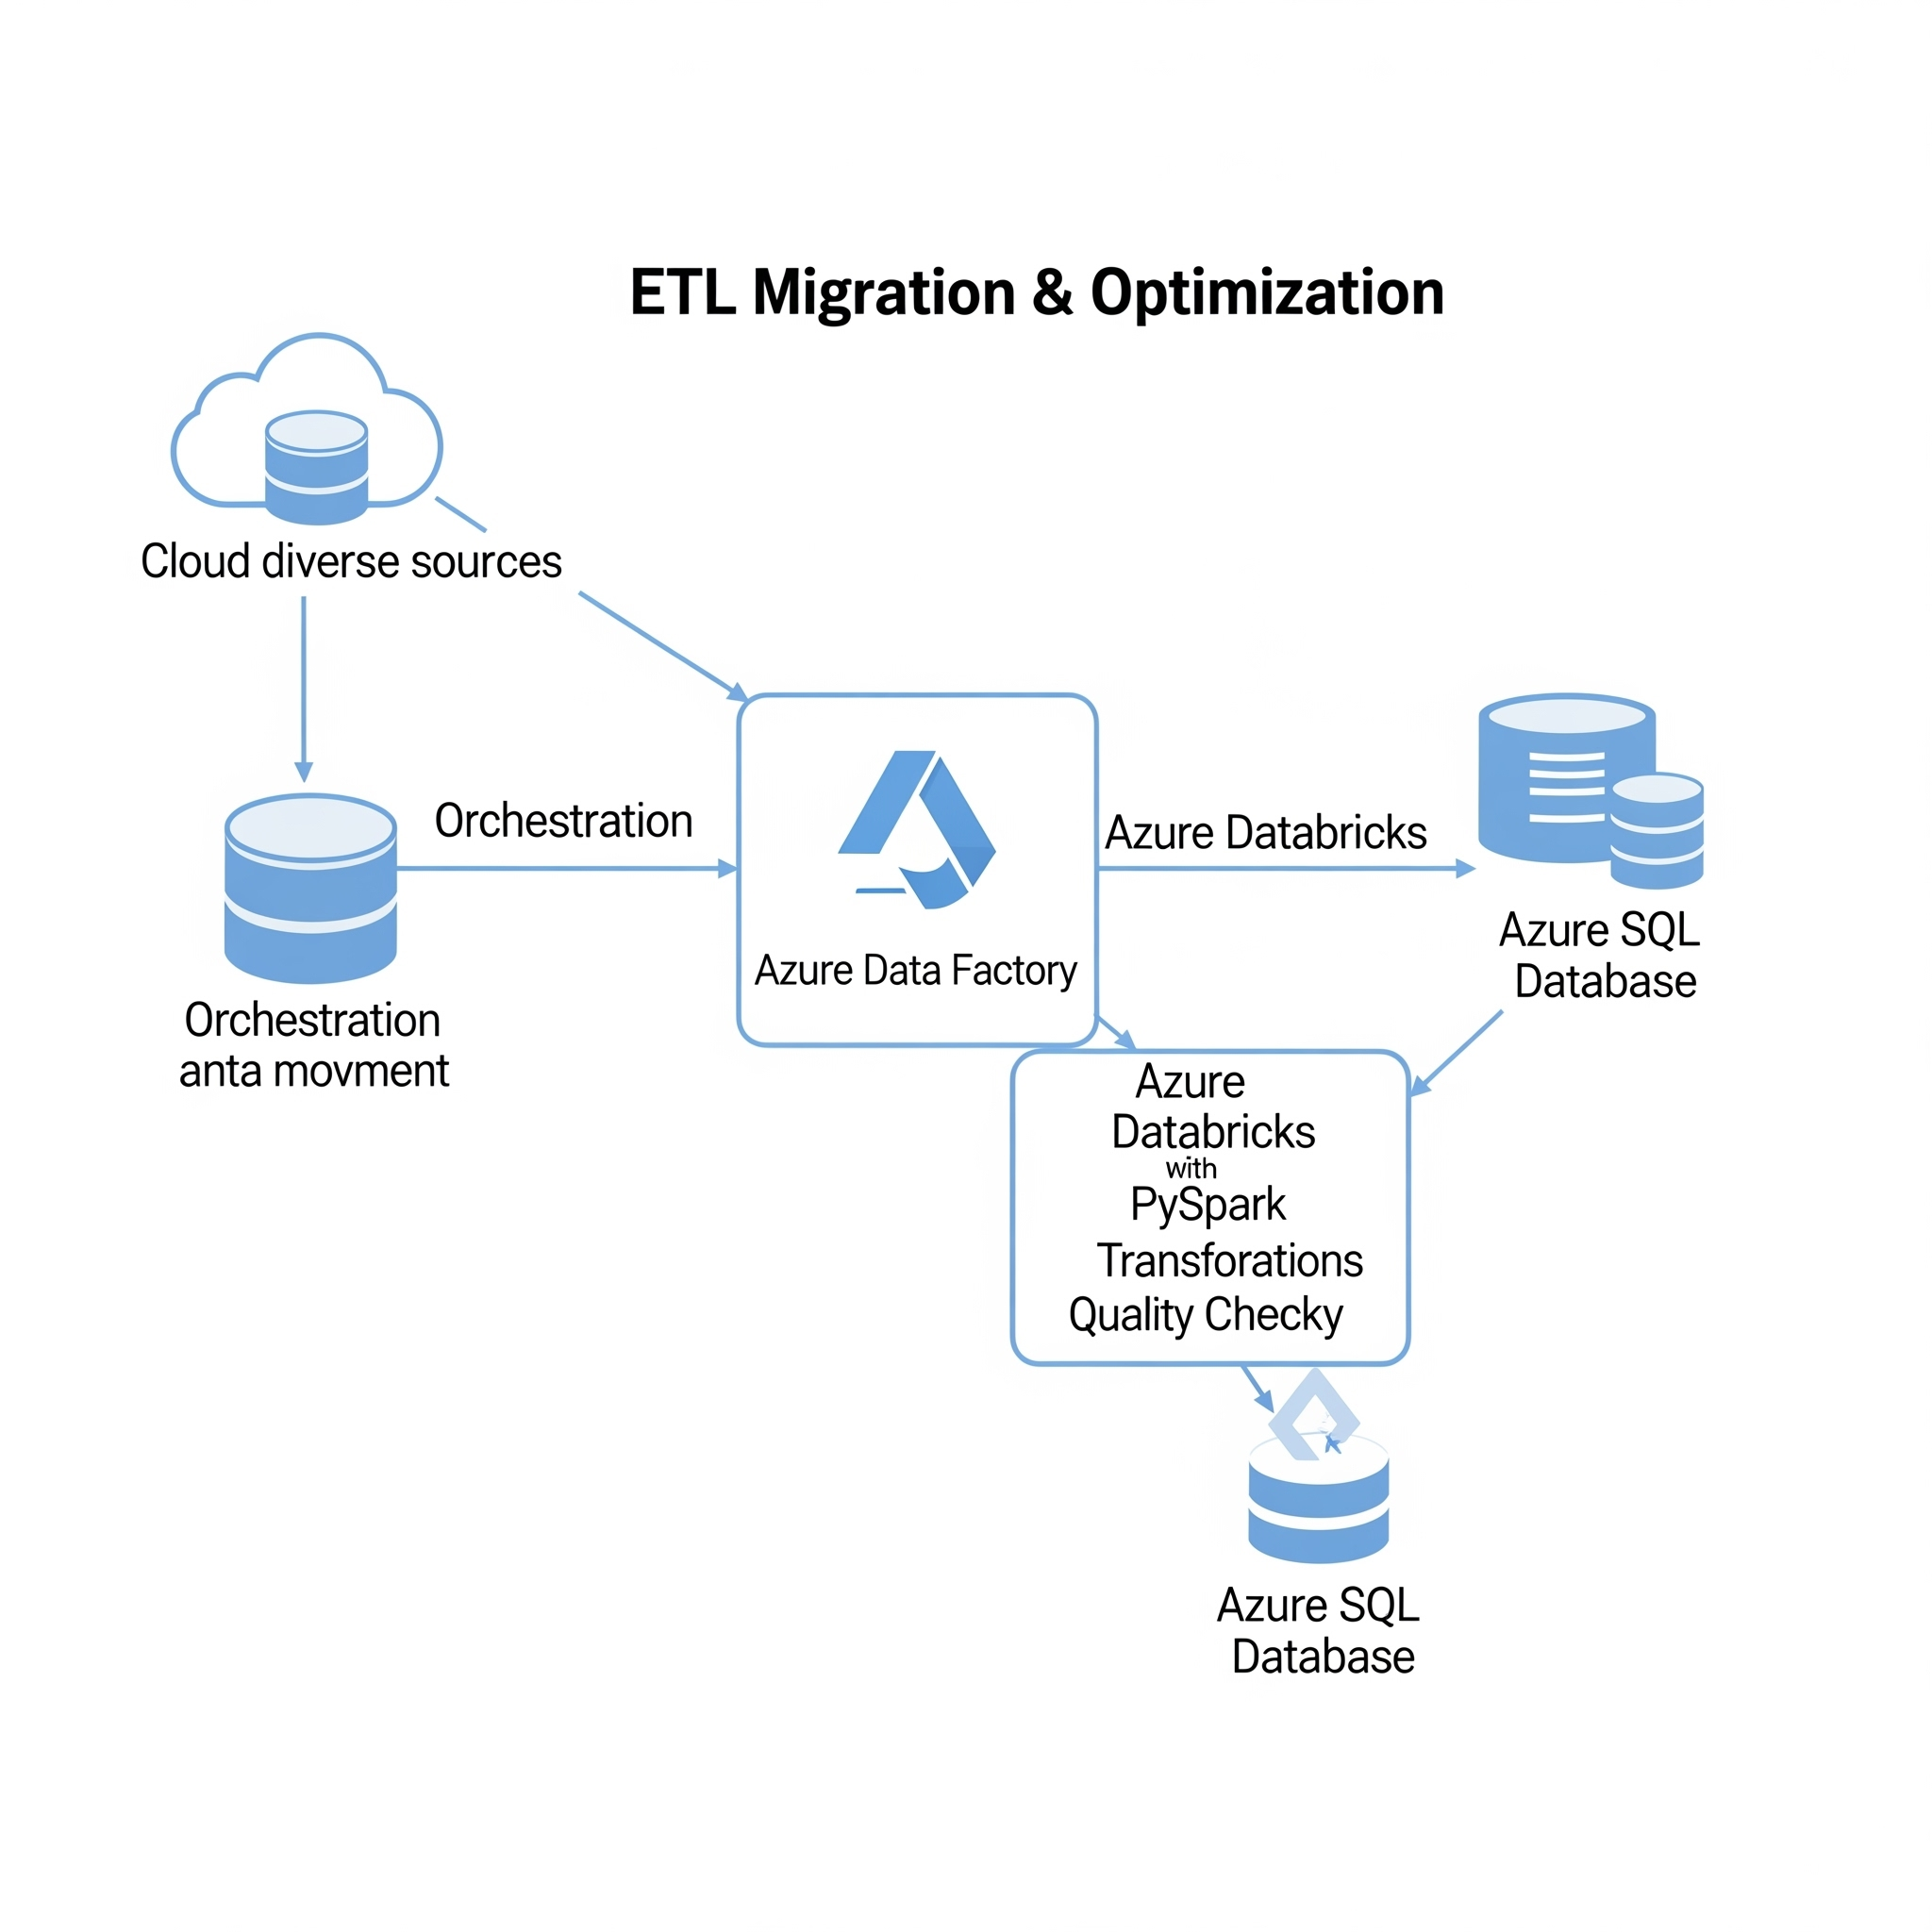 ETL Migration & Optimization
Cloud diverse sources
Orchestration
Azure Databricks
Orchestration
anta movment
Azure Data Factory
Azure SQL
Database
Azure
Databricks
with
PySpark
Transforations
Quality Checky
Azure SQL
Database